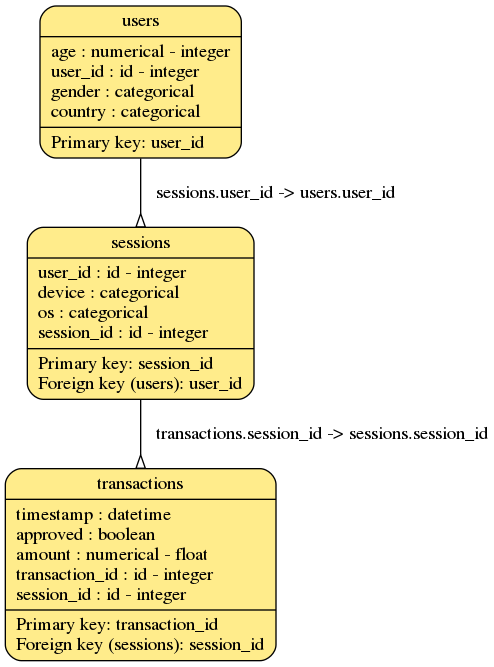 users
age : numerical - integer
user_id : id - integer
gender : categorical
country : categorical
Primary key: user_id
sessions.user_id -> users.user_id
sessions
user_id : id - integer
device : categorical
os : categorical
session_id : id - integer
Primary key: session_id
Foreign key (users): user_id
transactions.session_id -> sessions.session_id
transactions
timestamp : datetime
approved : boolean
amount : numerical - float
transaction_id : id - integer
session_id : id - integer
Primary key: transaction_id
Foreign key (sessions): session_id